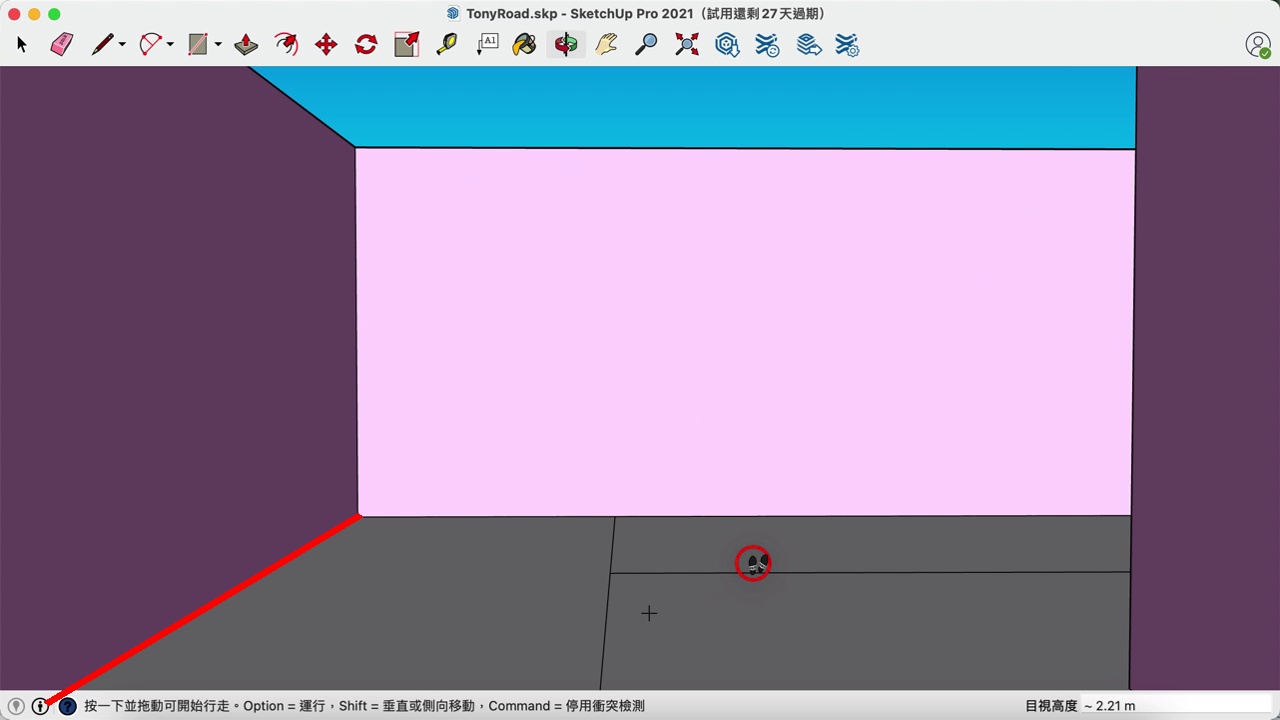 TonyRoad.skp - SketchUp Pro 2021（試用還剩 27 天過期）
A1
按一下並拖動可開始行走。Option = 運行，Shift = 垂直或側向移動，Command = 停用衝突檢測
目視高度 ~ 2.21 m